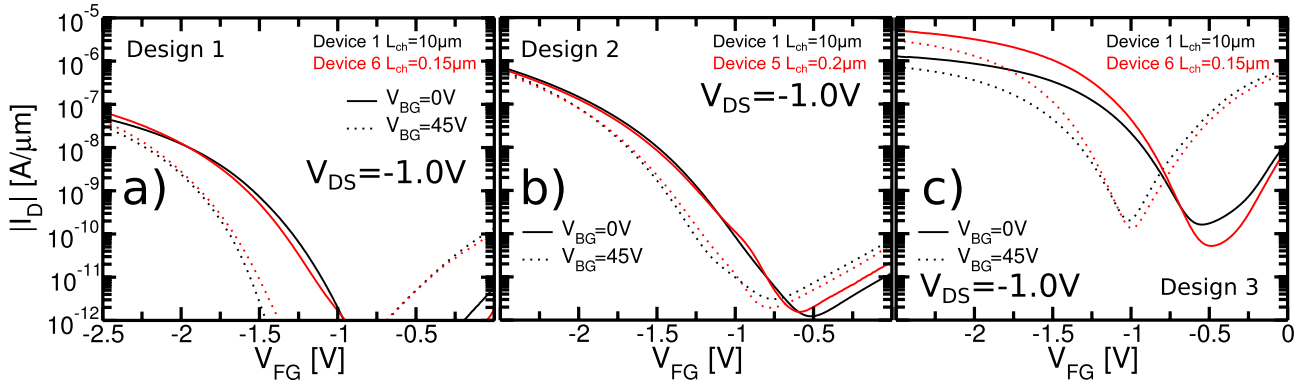 10⁻⁵
10⁻⁶
10⁻⁷
10⁻⁸
10⁻⁹
10⁻¹⁰
10⁻¹¹
10⁻¹²
|I_D| [A/μm]
Design 1
Device 1 L_ch=10μm
Device 6 L_ch=0.15μm
V_BG=0V
V_BG=45V
V_DS=-1.0V
a)
-2.5 -2 -1.5 -1 -0.5
V_FG [V]
Design 2
Device 1 L_ch=10μm
Device 5 L_ch=0.2μm
V_DS=-1.0V
b)
V_BG=0V
V_BG=45V
-2 -1.5 -1 -0.5
V_FG [V]
Device 1 L_ch=10μm
Device 6 L_ch=0.15μm
c)
V_BG=0V
V_BG=45V
V_DS=-1.0V
Design 3
-2 -1.5 -1 -0.5 0
V_FG [V]